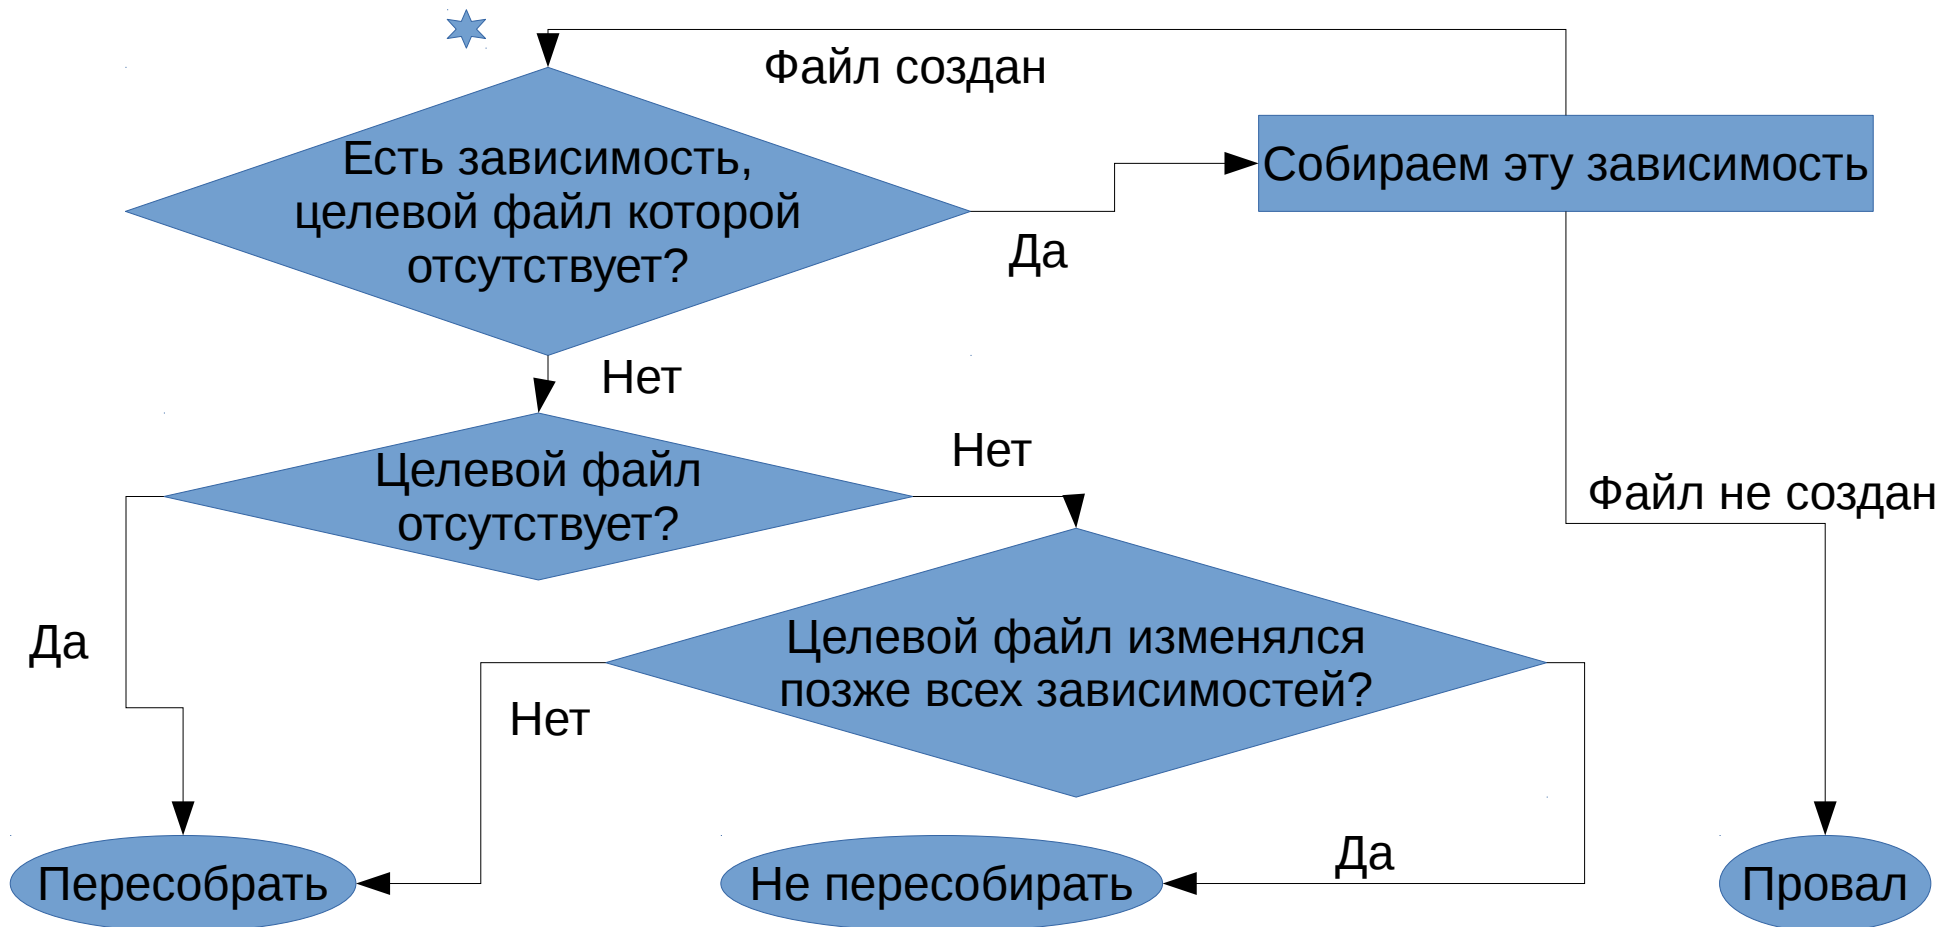 Файл создан
Есть зависимость,
целевой файл которой
отсутствует?
Собираем эту зависимость
Да
Нет
Целевой файл
отсутствует?
Нет
Файл не создан
Целевой файл изменялся
позже всех зависимостей?
Да
Нет
Да
Пересобрать
Не пересобирать
Провал